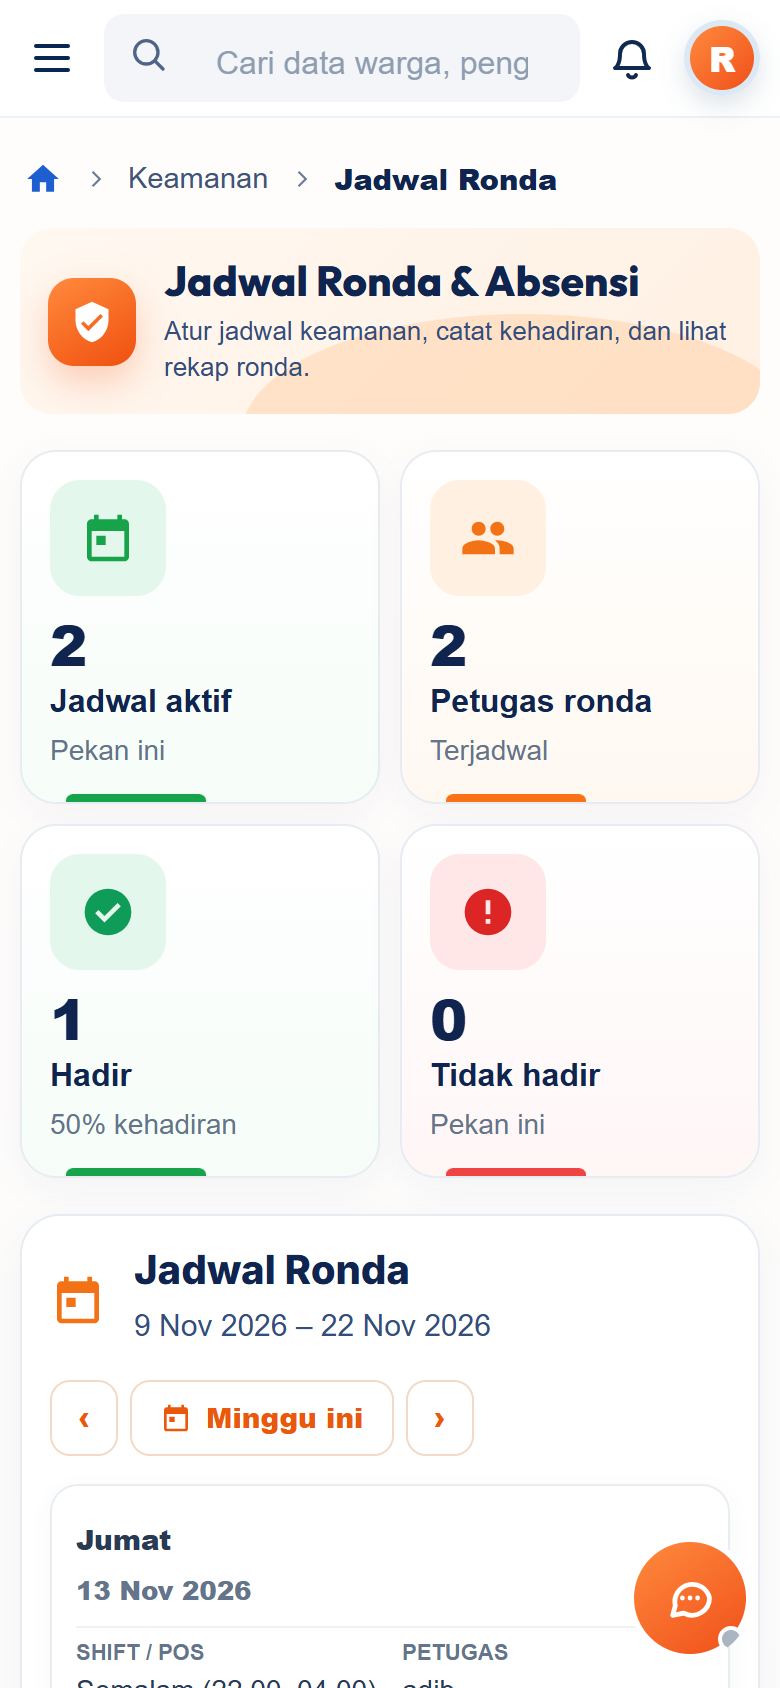 Cari data warga, peng
R
Keamanan > Jadwal Ronda
Jadwal Ronda & Absensi
Atur jadwal keamanan, catat kehadiran, dan lihat
rekap ronda.
2
Jadwal aktif
Pekan ini
2
Petugas ronda
Terjadwal
1
Hadir
50% kehadiran
0
Tidak hadir
Pekan ini
Jadwal Ronda
9 Nov 2026 – 22 Nov 2026
‹ Minggu ini ›
Jumat
13 Nov 2026
SHIFT / POS PETUGAS